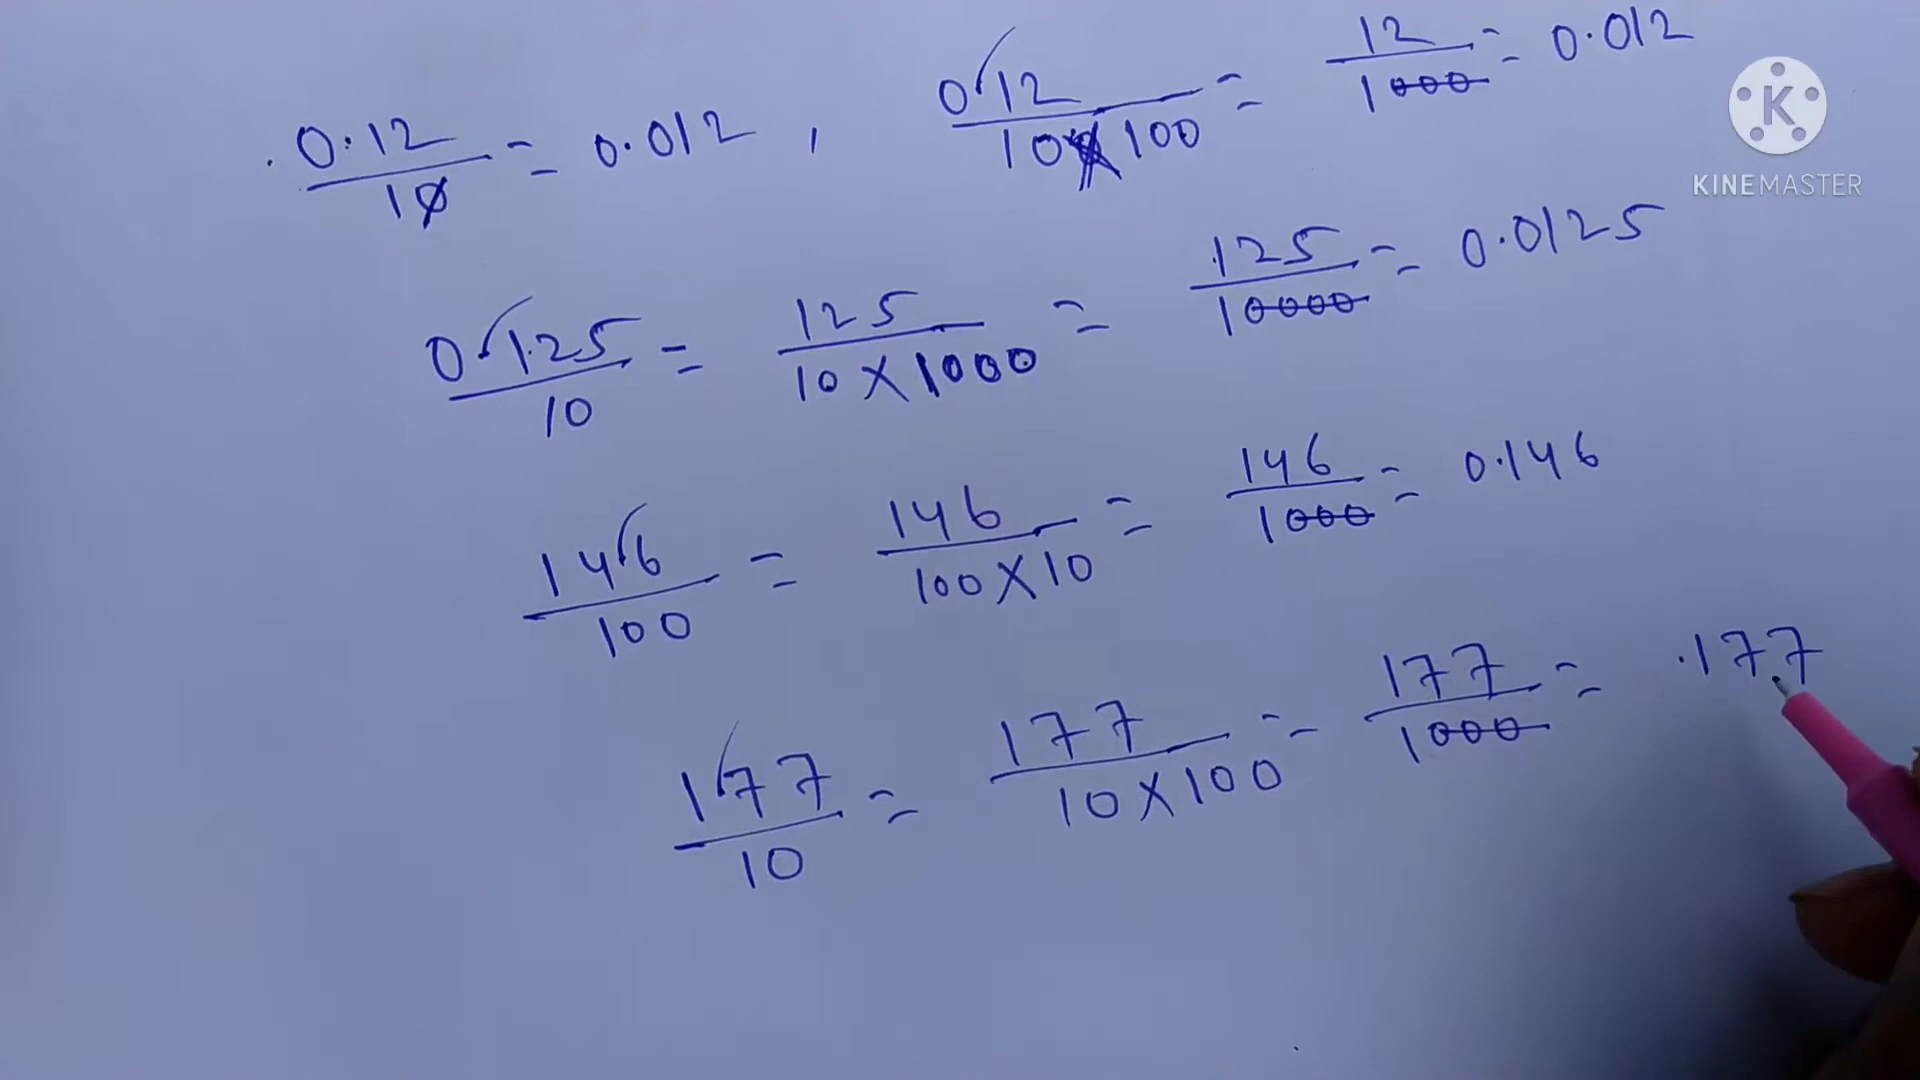 0.12/10 = 0.012 , 0.12/10×100 = 12/1000 = 0.012
0.125/10 = 125/10×1000 = 125/10000 = 0.0125
14.6/100 = 146/100×10 = 146/1000 = 0.146
1.77/10 = 177/10×100 = 177/1000 = .177
KINEMASTER